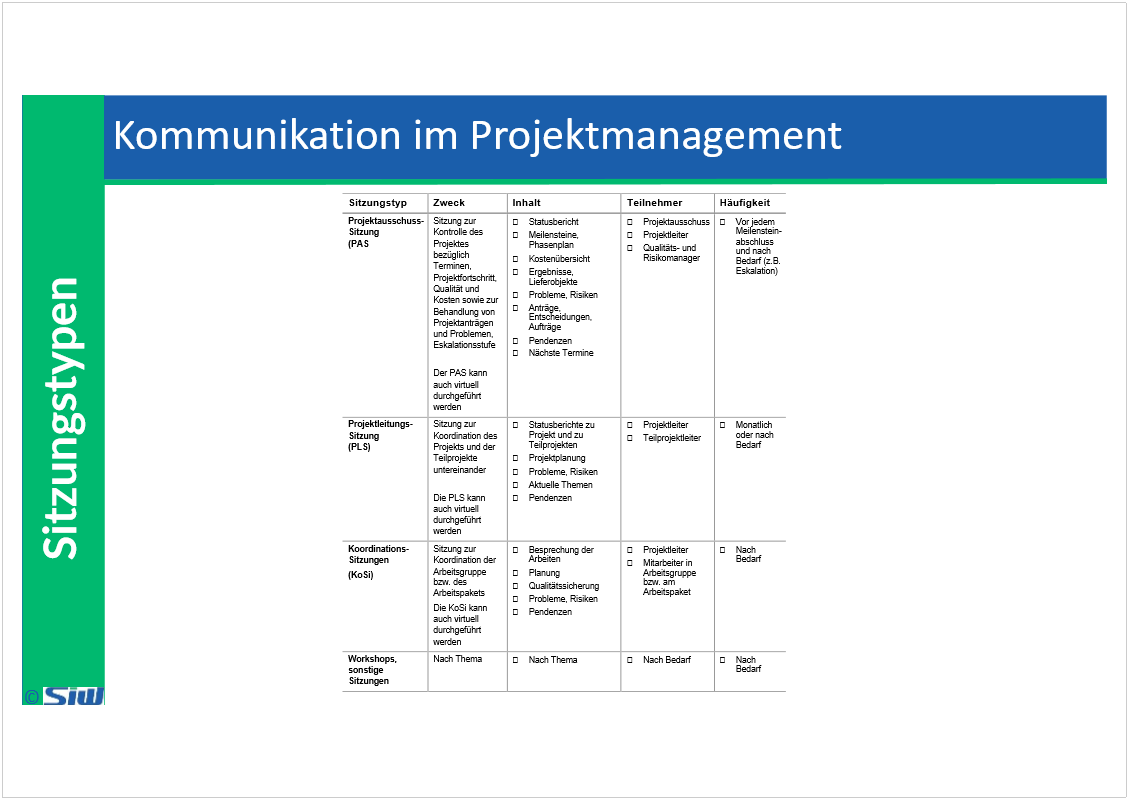 Kommunikation im Projektmanagement
Sitzungstypen
© SiW
Sitzungstyp
Zweck
Inhalt
Teilnehmer
Häufigkeit
Projektausschuss-
Sitzung
(PAS
Sitzung zur
Kontrolle des
Projektes
bezüglich
Terminen,
Projektfortschritt,
Qualität und
Kosten sowie zur
Behandlung von
Projektanträgen
und Problemen,
Eskalationsstufe
Der PAS kann
auch virtuell
durchgeführt
werden
Statusbericht
Meilensteine,
Phasenplan
Kostenübersicht
Ergebnisse,
Lieferobjekte
Probleme, Risiken
Anträge,
Entscheidungen,
Aufträge
Pendenzen
Nächste Termine
Projektausschuss
Projektleiter
Qualitäts- und
Risikomanager
Vor jedem
Meilenstein-
abschluss
und nach
Bedarf (z.B.
Eskalation)
Projektleitungs-
Sitzung
(PLS)
Sitzung zur
Koordination des
Projekts und der
Teilprojekte
untereinander
Die PLS kann
auch virtuell
durchgeführt
werden
Statusberichte zu
Projekt und zu
Teilprojekten
Projektplanung
Probleme, Risiken
Aktuelle Themen
Pendenzen
Projektleiter
Teilprojektleiter
Monatlich
oder nach
Bedarf
Koordinations-
Sitzungen
(KoSi)
Sitzung zur
Koordination der
Arbeitsgruppe
bzw. des
Arbeitspakets
Die KoSi kann
auch virtuell
durchgeführt
werden
Besprechung der
Arbeiten
Planung
Qualitätssicherung
Probleme, Risiken
Pendenzen
Projektleiter
Mitarbeiter in
Arbeitsgruppe
bzw. am
Arbeitspaket
Nach
Bedarf
Workshops,
sonstige
Sitzungen
Nach Thema
Nach Thema
Nach Bedarf
Nach
Bedarf